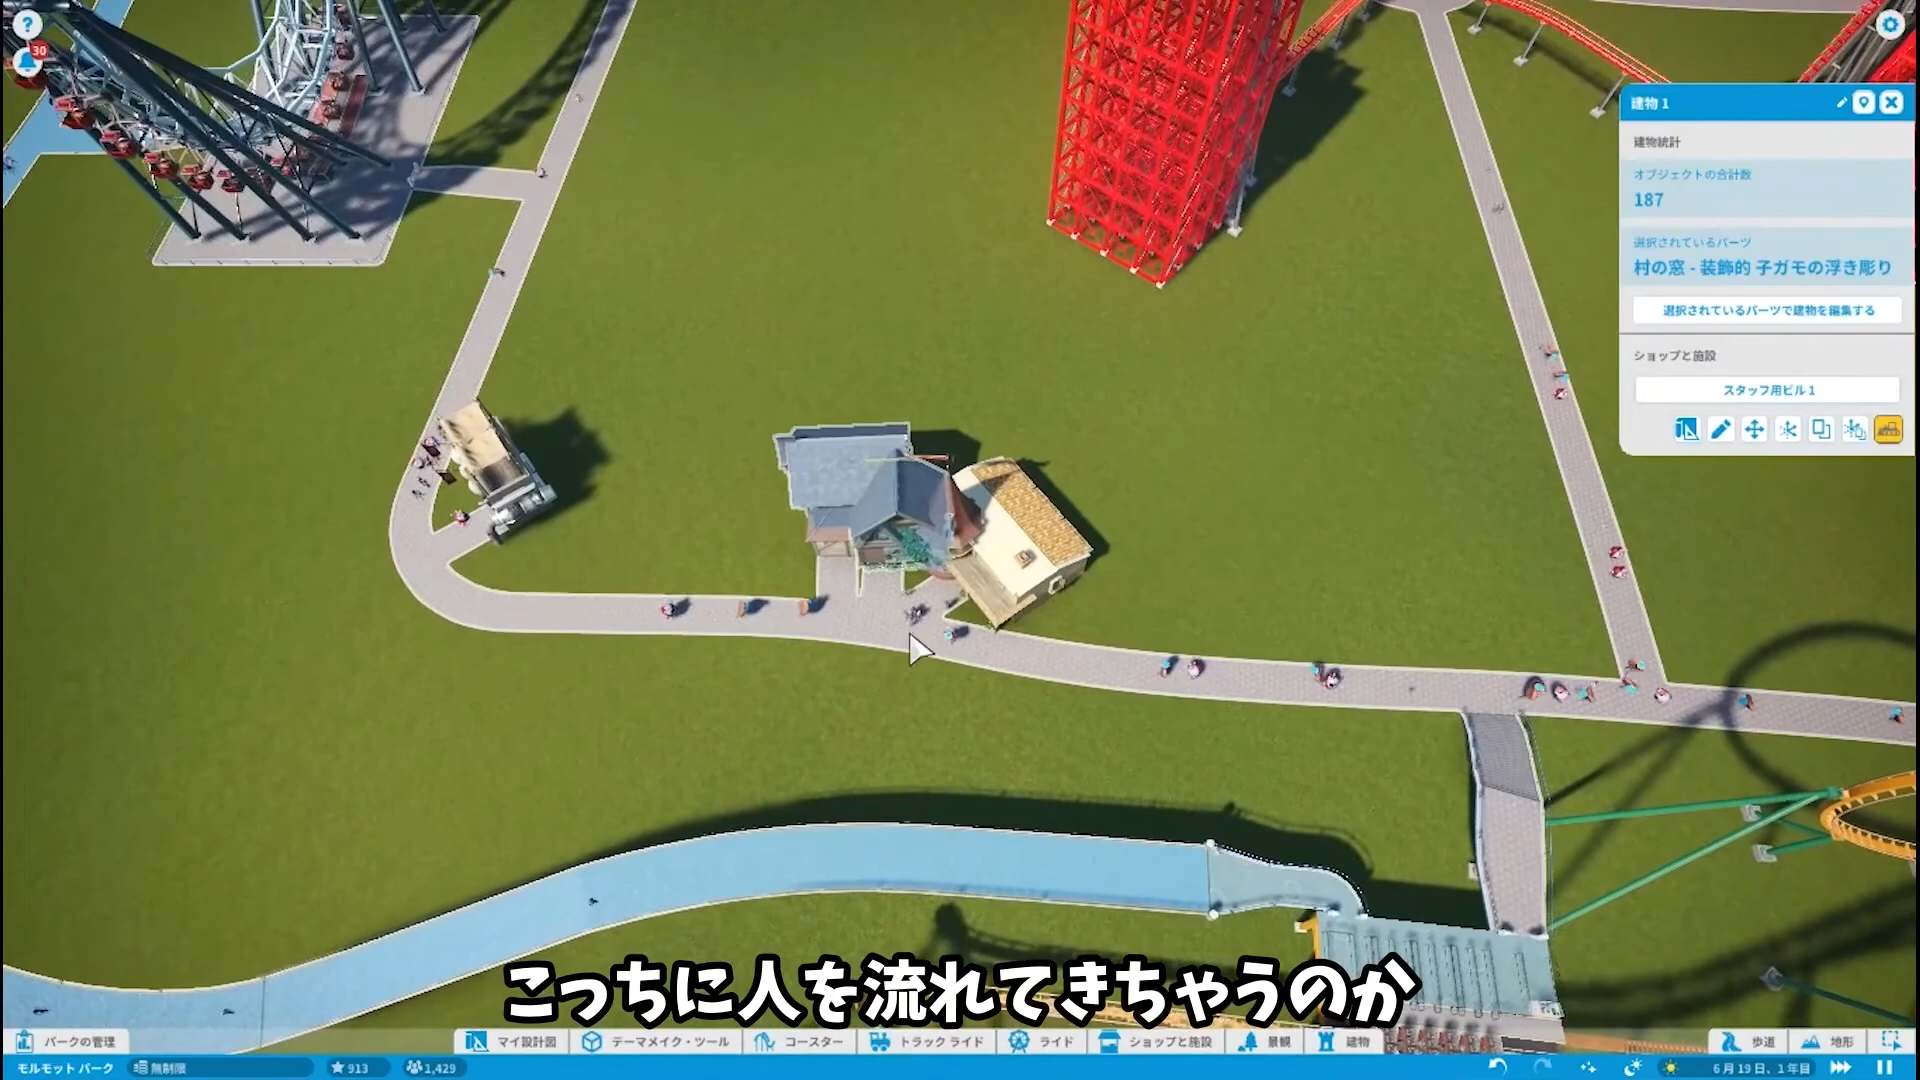 ?
30
建物 1
建物統計
オブジェクトの合計数
187
選択されているパーツ
村の窓 - 装飾的 子ガモの浮き彫り
選択されているパーツで建物を編集する
ショップと施設
スタッフ用ビル 1
こっちに人を流れてきちゃうのか
パークの管理
マイ設計図
テーマメイク・ツール
コースター
トラックライド
ライド
ショップと施設
景観
建物
歩道
地形
モルモット パーク
無制限
913
1,429
6 月 19 日、1 年目